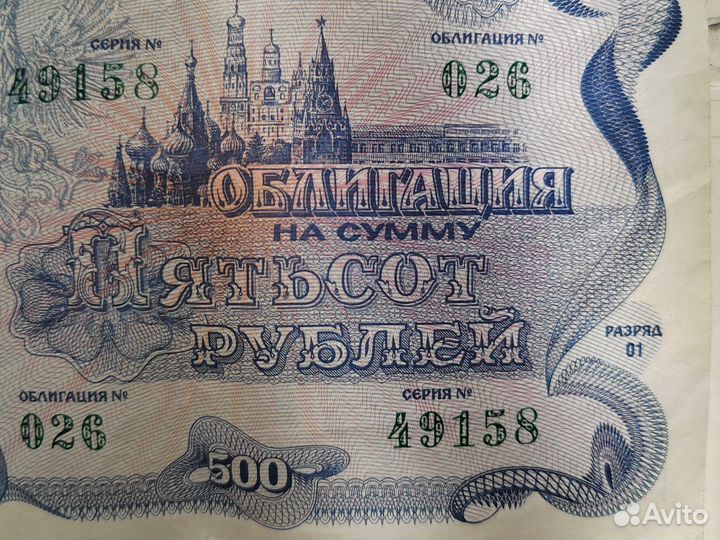 СЕРИЯ № ОБЛИГАЦИЯ №
49158 026
ОБЛИГАЦИЯ
НА СУММУ
ПЯТЬСОТ
РУБЛЕЙ
РАЗРЯД
01
ОБЛИГАЦИЯ № СЕРИЯ №
026 49158
500
Avito